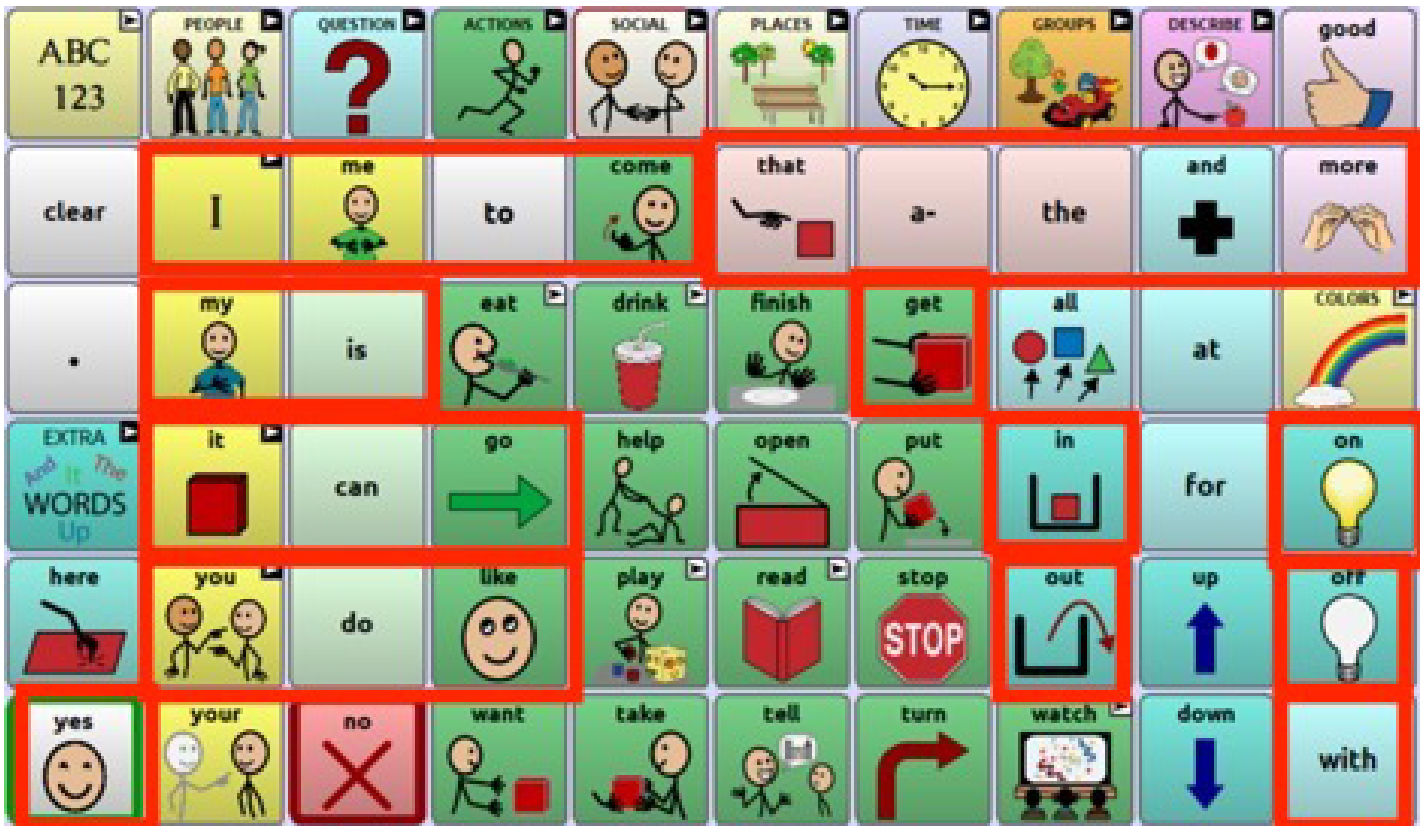 ABC PEOPLE QUESTION ACTIONS SOCIAL PLACES TIME GROUPS DESCRIBE good
123
clear I me to come that a- the and more
. my is eat drink finish get all at COLORS
EXTRA it can go help open put in for on
And It The
WORDS
Up
here you do like play read stop out up off
STOP
yes your no want take tell turn watch down with